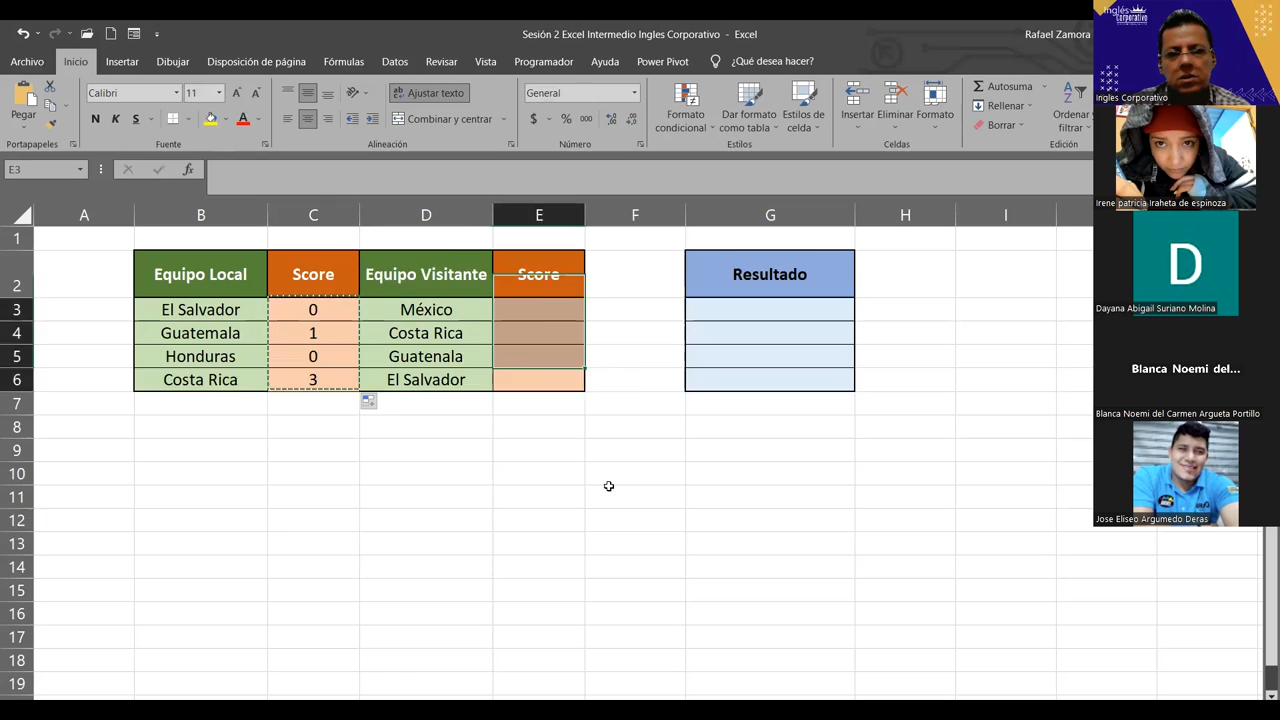 Sesión 2 Excel Intermedio Ingles Corporativo - Excel
Rafael Zamora
Archivo Inicio Insertar Dibujar Disposición de página Fórmulas Datos Revisar Vista Programador Ayuda Power Pivot ¿Qué desea hacer?
Pegar
Calibri 11
N K S
Ajustar texto
Combinar y centrar
General
$ % 000
Formato condicional
Dar formato como tabla
Estilos de celda
Insertar Eliminar Formato
Autosuma
Rellenar
Borrar
Ordenar y filtrar
Portapapeles Fuente Alineación Número Estilos Celdas Edición
E3 fx
A B C D E F G H I
1
2 Equipo Local Score Equipo Visitante Score Resultado
3 El Salvador 0 México
4 Guatemala 1 Costa Rica
5 Honduras 0 Guatenala
6 Costa Rica 3 El Salvador
7
8
9
10
11
12
13
14
15
16
17
18
19
Inglés
Corporativo
Ingles Corporativo
Irene patricia Iraheta de espinoza
D
Dayana Abigail Suriano Molina
Blanca Noemi del...
Blanca Noemi del Carmen Argueta Portillo
Jose Eliseo Argumedo Deras